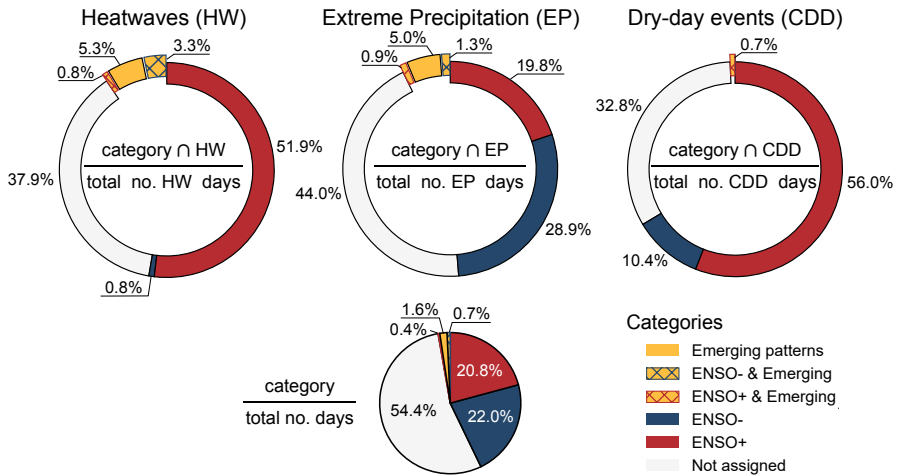 Heatwaves (HW)
Extreme Precipitation (EP)
Dry-day events (CDD)
5.3%
3.3%
0.8%
37.9%
51.9%
0.8%
category ∩ HW
total no. HW days
5.0%
1.3%
0.9%
19.8%
44.0%
28.9%
category ∩ EP
total no. EP days
0.7%
32.8%
56.0%
10.4%
category ∩ CDD
total no. CDD days
1.6%
0.7%
0.4%
20.8%
54.4%
22.0%
category
total no. days
Categories
Emerging patterns
ENSO- & Emerging
ENSO+ & Emerging
ENSO-
ENSO+
Not assigned